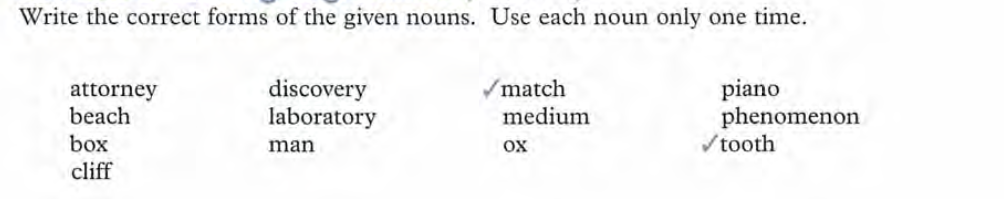 Write the correct forms of the given nouns. Use each noun only one time.
attorney discovery ✓match piano
beach laboratory medium phenomenon
box man ox ✓tooth
cliff